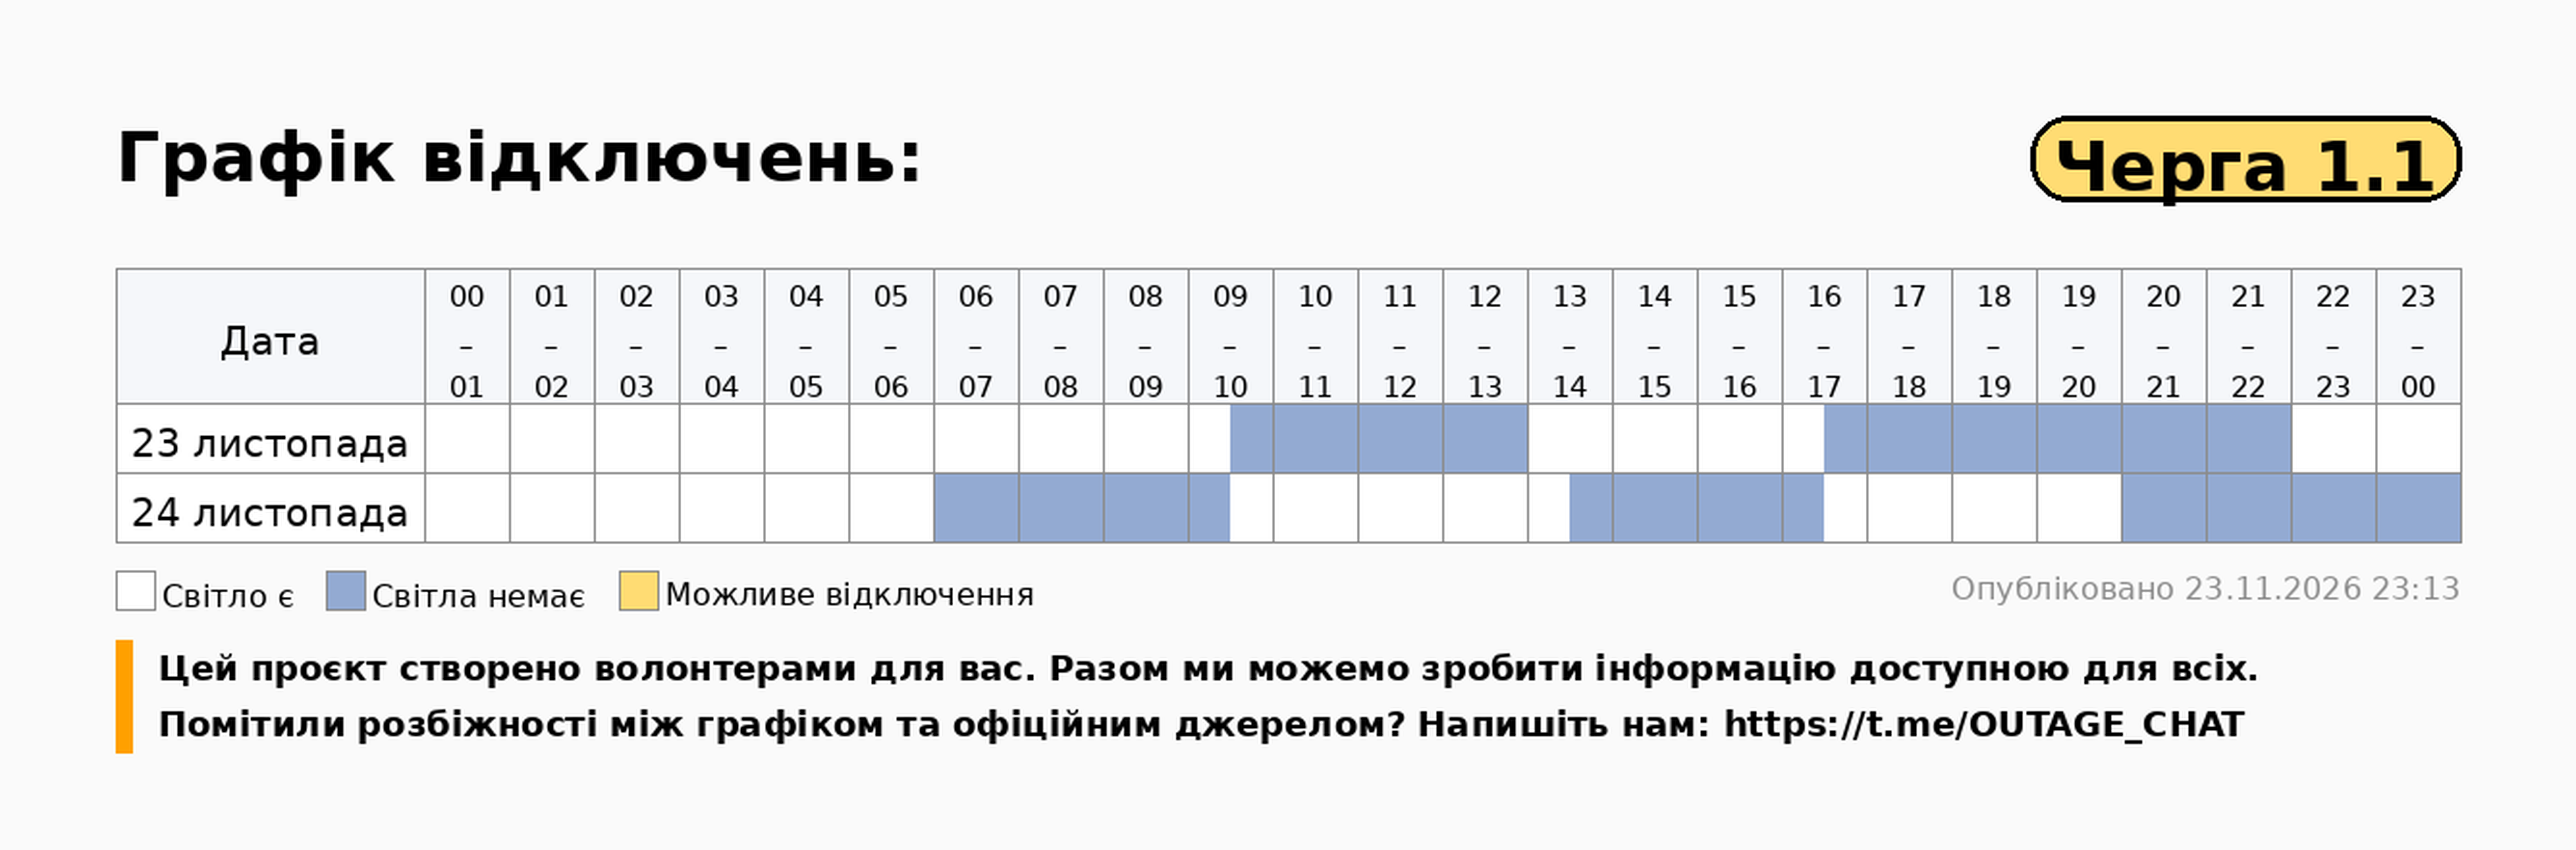 Графік відключень:
Черга 1.1
Дата
00 – 01
01 – 02
02 – 03
03 – 04
04 – 05
05 – 06
06 – 07
07 – 08
08 – 09
09 – 10
10 – 11
11 – 12
12 – 13
13 – 14
14 – 15
15 – 16
16 – 17
17 – 18
18 – 19
19 – 20
20 – 21
21 – 22
22 – 23
23 – 00
23 листопада
24 листопада
Світло є
Світла немає
Можливе відключення
Опубліковано 23.11.2026 23:13
Цей проєкт створено волонтерами для вас. Разом ми можемо зробити інформацію доступною для всіх.
Помітили розбіжності між графіком та офіційним джерелом? Напишіть нам: https://t.me/OUTAGE_CHAT